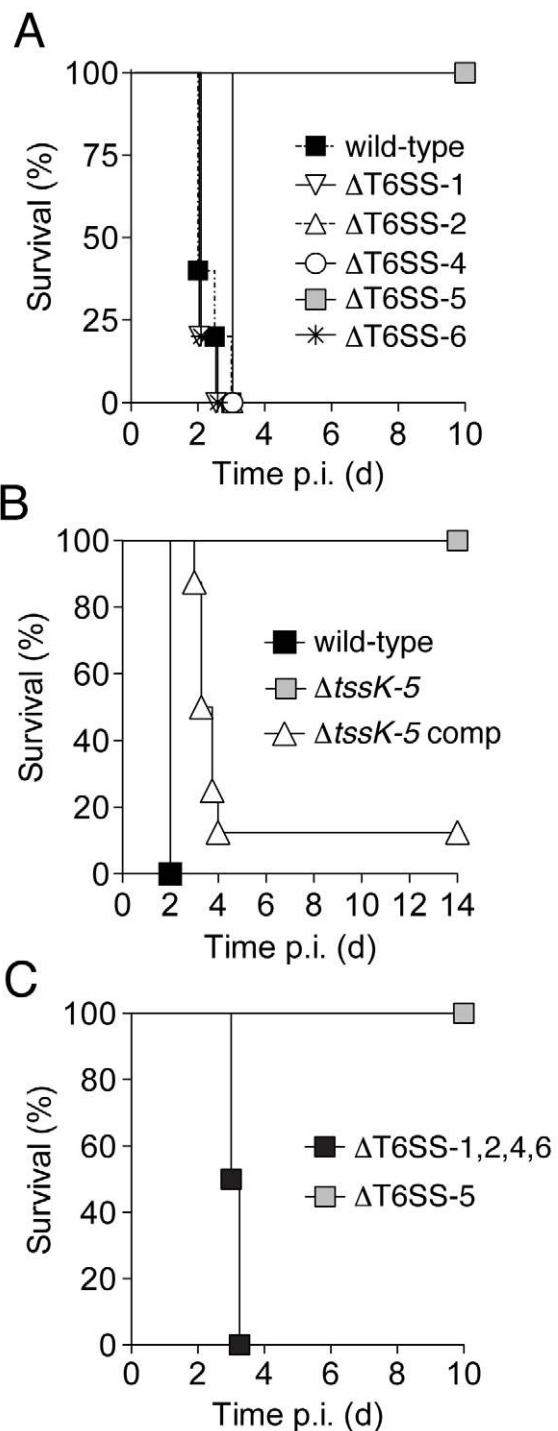 A
Survival (%)
100
75
50
25
0
wild-type
ΔT6SS-1
ΔT6SS-2
ΔT6SS-4
ΔT6SS-5
ΔT6SS-6
0 2 4 6 8 10
Time p.i. (d)
B
Survival (%)
100
80
60
40
20
0
wild-type
ΔtssK-5
ΔtssK-5 comp
0 2 4 6 8 10 12 14
Time p.i. (d)
C
Survival (%)
100
80
60
40
20
0
ΔT6SS-1,2,4,6
ΔT6SS-5
0 2 4 6 8 10
Time p.i. (d)